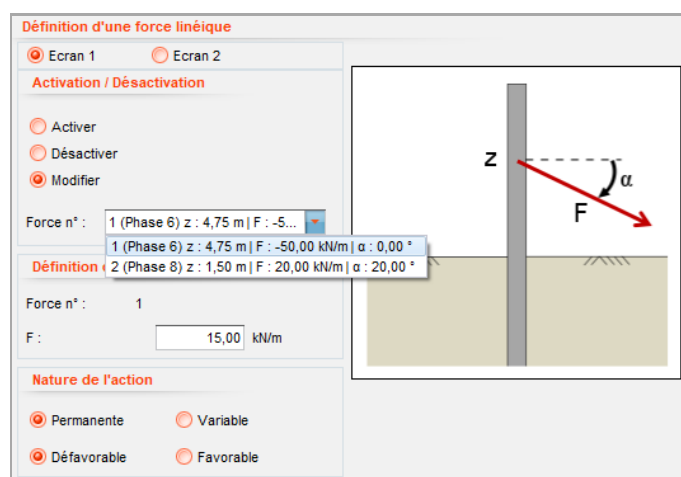 Définition d'une force linéique
Ecran 1 Ecran 2
Activation / Désactivation
Activer
Désactiver
Modifier
Force n° : 1 (Phase 6) z : 4,75 m | F : -5...
1 (Phase 6) z : 4,75 m | F : -50,00 kN/m | α : 0,00 °
2 (Phase 8) z : 1,50 m | F : 20,00 kN/m | α : 20,00 °
Définition
Force n° : 1
F : 15,00 kN/m
Nature de l'action
Permanente Variable
Défavorable Favorable
z
α
F